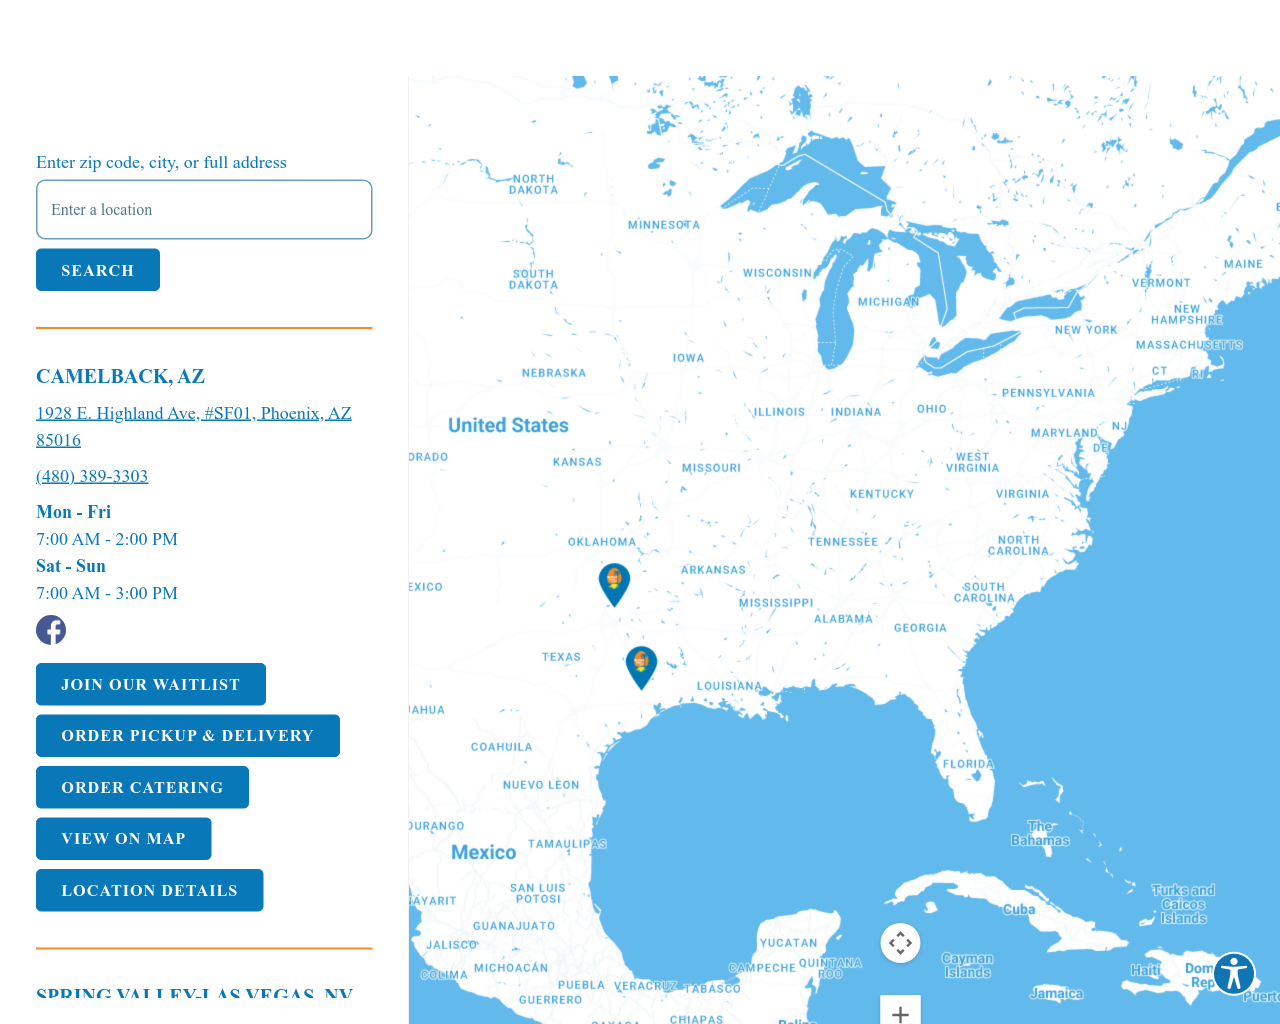 Enter zip code, city, or full address
Enter a location
SEARCH
CAMELBACK, AZ
1928 E. Highland Ave, #SF01, Phoenix, AZ
85016
(480) 389-3303
Mon - Fri
7:00 AM - 2:00 PM
Sat - Sun
7:00 AM - 3:00 PM
JOIN OUR WAITLIST
ORDER PICKUP & DELIVERY
ORDER CATERING
VIEW ON MAP
LOCATION DETAILS
SPRING VALLEY-LAS VEGAS, NV
NORTH
DAKOTA
MINNESOTA
SOUTH
DAKOTA
WISCONSIN
MICHIGAN
MAINE
VERMONT
NEW
HAMPSHIRE
NEW YORK
MASSACHUSETTS
IOWA
NEBRASKA
CT
RI
PENNSYLVANIA
ILLINOIS
INDIANA
OHIO
United States
MARYLAND
NJ
DE
ORADO
KANSAS
MISSOURI
WEST
VIRGINIA
KENTUCKY
VIRGINIA
OKLAHOMA
TENNESSEE
NORTH
CAROLINA
ARKANSAS
EXICO
SOUTH
CAROLINA
MISSISSIPPI
ALABAMA
GEORGIA
TEXAS
LOUISIANA
AHUA
COAHUILA
FLORIDA
NUEVO LEON
DURANGO
The
Bahamas
TAMAULIPAS
Mexico
SAN LUIS
POTOSI
AYARIT
Turks and
Caicos
Islands
Cuba
GUANAJUATO
JALISCO
YUCATAN
COLIMA
MICHOACÁN
CAMPECHE
QUINTANA
ROO
Cayman
Islands
Haiti
Dom
Rep
PUEBLA
VERACRUZ
TABASCO
GUERRERO
Jamaica
Puerto
CHIAPAS
OAXACA
Belize